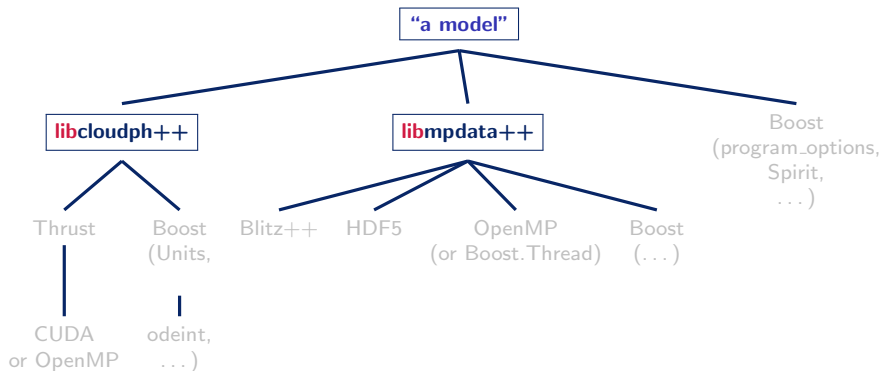 “a model”
libcloudph++
libmpdata++
Boost
(program_options,
Spirit,
...)
Thrust
Boost
(Units,
Blitz++
HDF5
OpenMP
(or Boost.Thread)
Boost
(...)
CUDA
or OpenMP
odeint,
...)